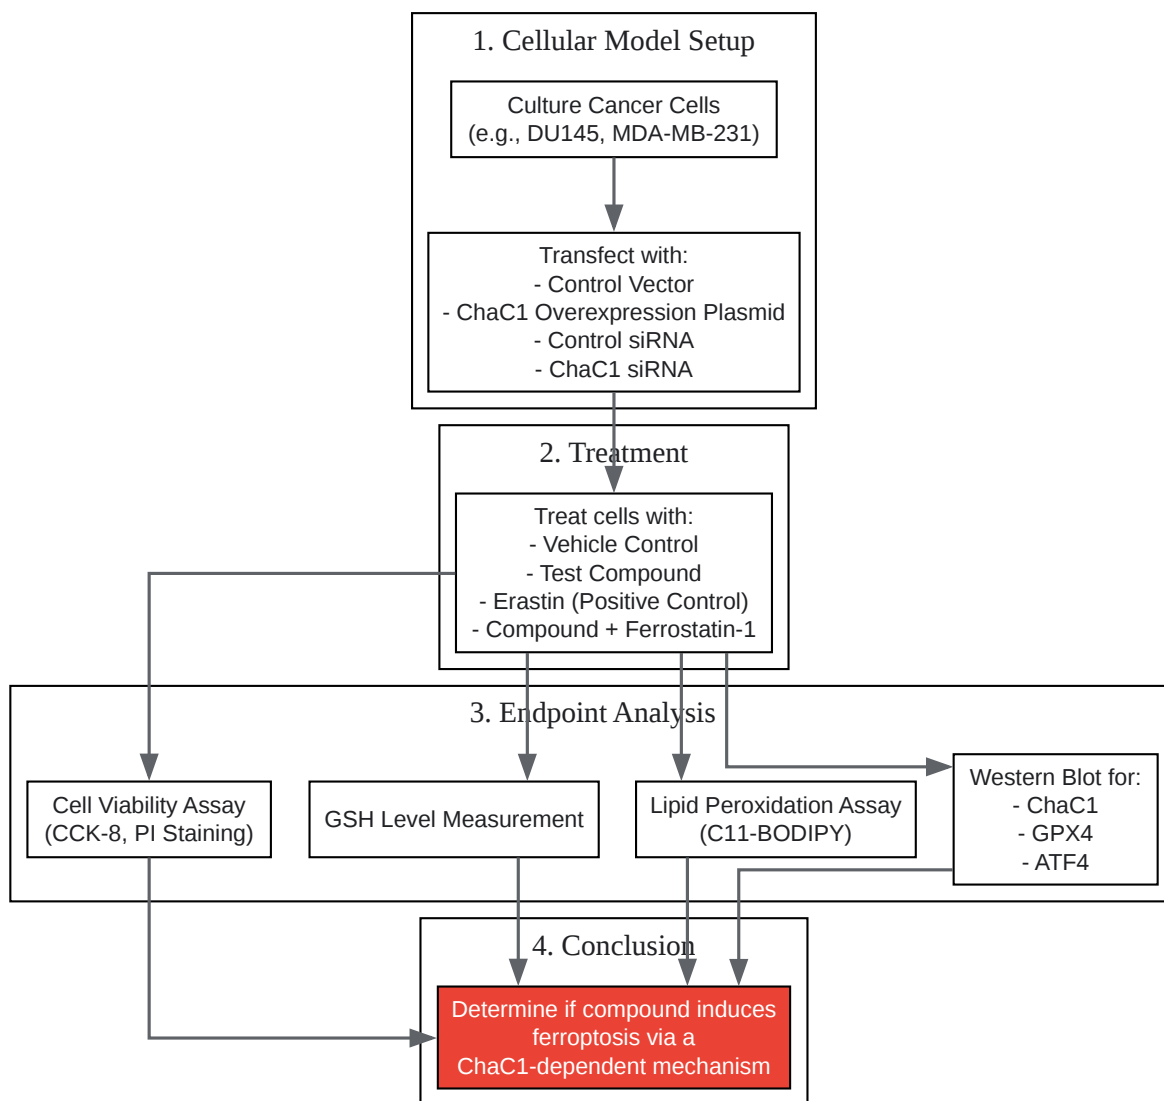 1. Cellular Model Setup
Culture Cancer Cells
(e.g., DU145, MDA-MB-231)
Transfect with:
- Control Vector
- ChaC1 Overexpression Plasmid
- Control siRNA
- ChaC1 siRNA
2. Treatment
Treat cells with:
- Vehicle Control
- Test Compound
- Erastin (Positive Control)
- Compound + Ferrostatin-1
3. Endpoint Analysis
Cell Viability Assay
(CCK-8, PI Staining)
GSH Level Measurement
Lipid Peroxidation Assay
(C11-BODIPY)
Western Blot for:
- ChaC1
- GPX4
- ATF4
4. Conclusion
Determine if compound induces
ferroptosis via a
ChaC1-dependent mechanism